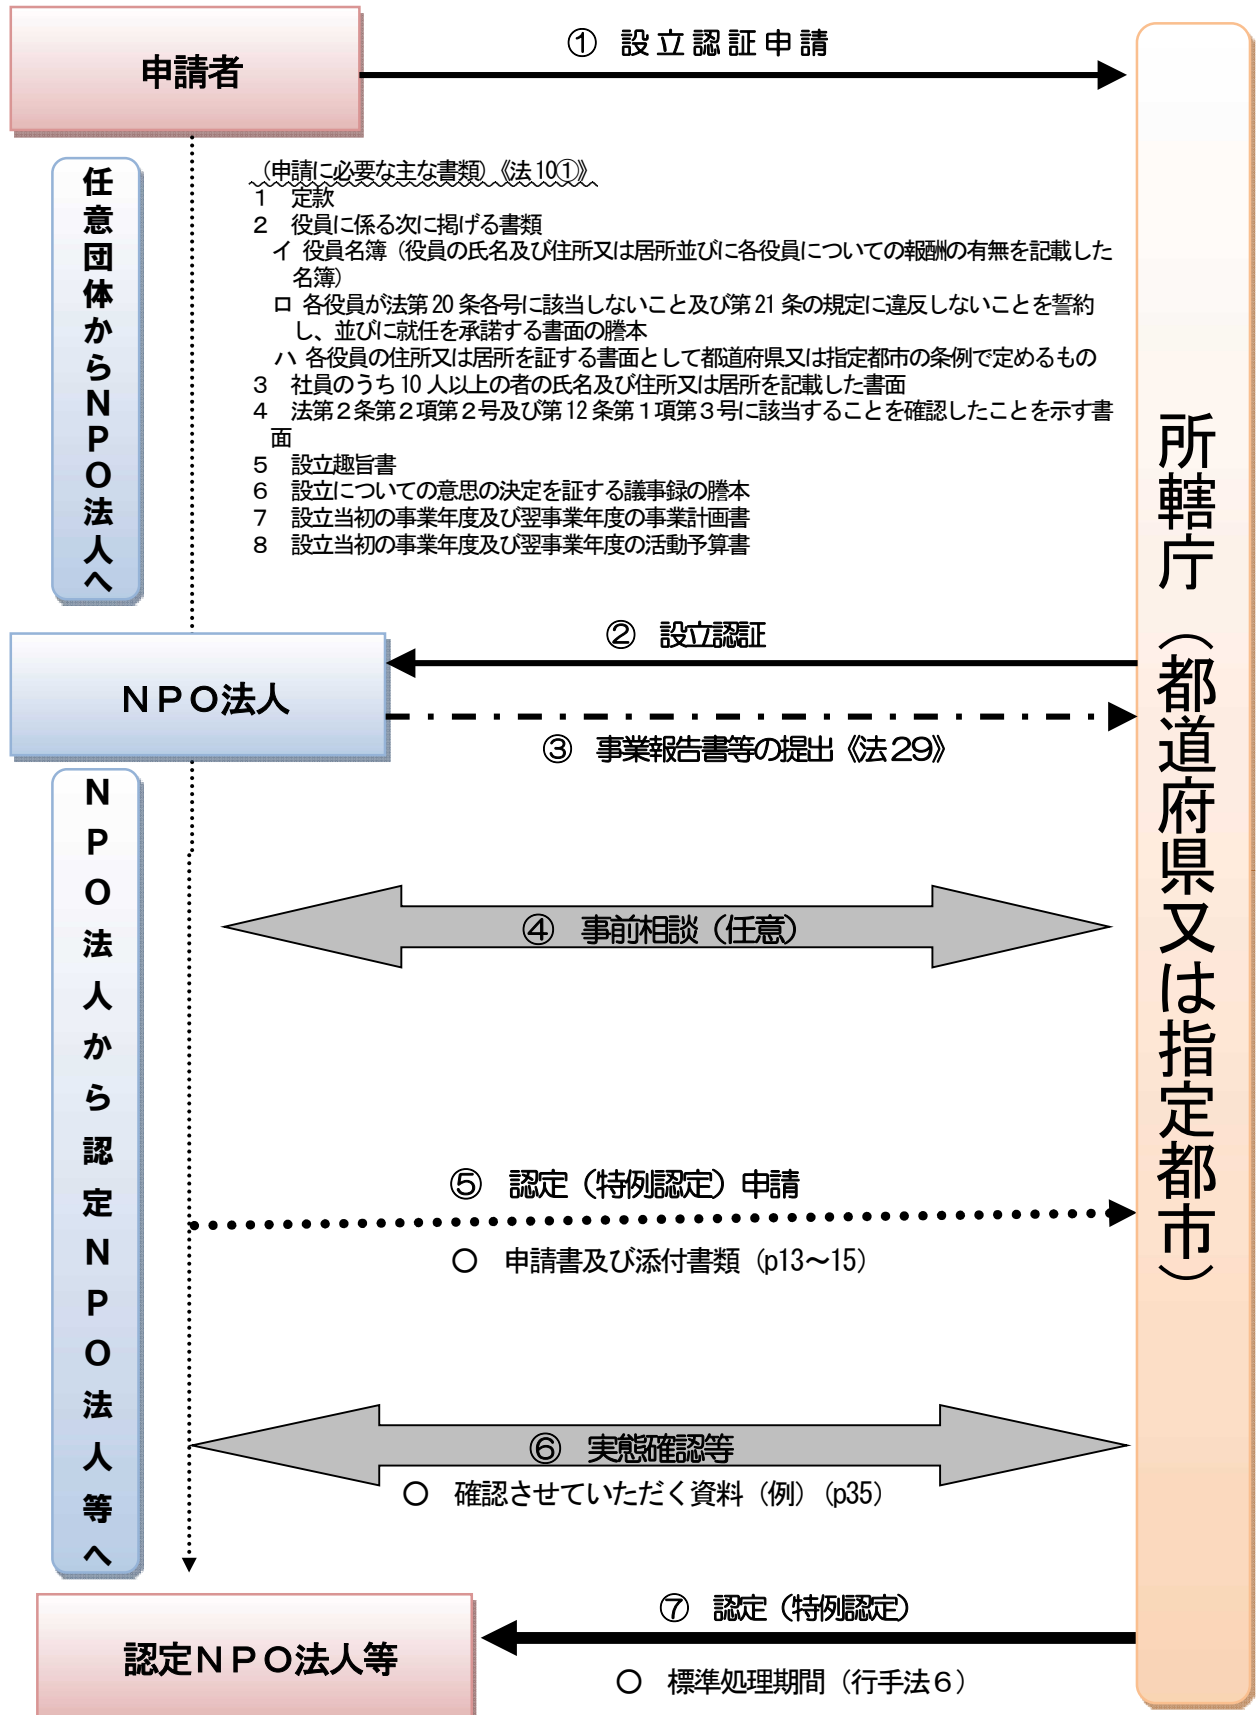 申請者
① 設立認証申請
任意団体からNPO法人へ
(申請に必要な主な書類)《法10①》
1 定款
2 役員に係る次に掲げる書類
イ 役員名簿(役員の氏名及び住所又は居所並びに各役員についての報酬の有無を記載した
名簿)
ロ 各役員が法第20条各号に該当しないこと及び第21条の規定に違反しないことを誓約
し、並びに就任を承諾する書面の謄本
ハ 各役員の住所又は居所を証する書面として都道府県又は指定都市の条例で定めるもの
3 社員のうち10人以上の者の氏名及び住所又は居所を記載した書面
4 法第2条第2項第2号及び第12条第1項第3号に該当することを確認したことを示す書
面
5 設立趣旨書
6 設立についての意思の決定を証する議事録の謄本
7 設立当初の事業年度及び翌事業年度の事業計画書
8 設立当初の事業年度及び翌事業年度の活動予算書
所轄庁(都道府県又は指定都市)
② 設立認証
NPO法人
③ 事業報告書等の提出《法29》
NPO法人から認定NPO法人等へ
④ 事前相談(任意)
⑤ 認定(特例認定)申請
○ 申請書及び添付書類(p13~15)
⑥ 実態確認等
○ 確認させていただく資料(例)(p35)
⑦ 認定(特例認定)
認定NPO法人等
○ 標準処理期間(行手法6)